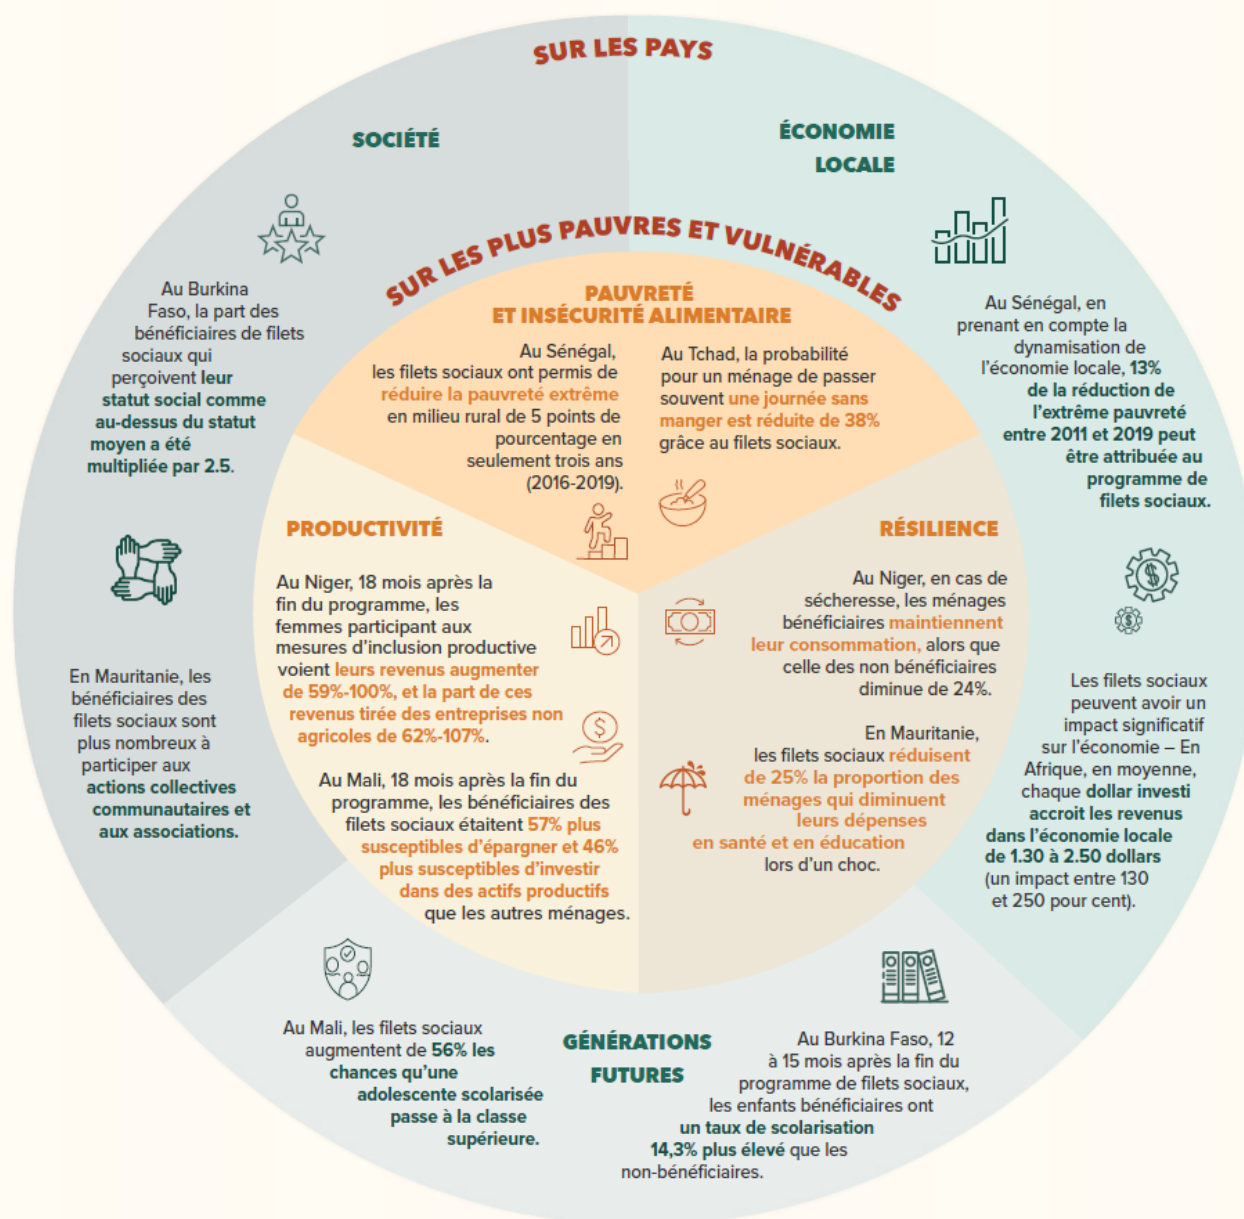 SUR LES PAYS
SOCIÉTÉ
Au Burkina
Faso, la part des
bénéficiaires de filets
sociaux qui
perçoivent leur
statut social comme
au-dessus du statut
moyen a été
multipliée par 2.5.
En Mauritanie, les
bénéficiaires des
filets sociaux sont
plus nombreux à
participer aux
actions collectives
communautaires et
aux associations.
ÉCONOMIE
LOCALE
Au Sénégal, en
prenant en compte la
dynamisation de
l'économie locale, 13%
de la réduction de
l'extrême pauvreté
entre 2011 et 2019 peut
être attribuée au
programme de
filets sociaux.
Les filets sociaux
peuvent avoir un
impact significatif
sur l'économie – En
Afrique, en moyenne,
chaque dollar investi
accroit les revenus
dans l'économie locale
de 1.30 à 2.50 dollars
(un impact entre 130
et 250 pour cent).
SUR LES PLUS PAUVRES ET VULNÉRABLES
PAUVRETÉ
ET INSÉCURITÉ ALIMENTAIRE
Au Sénégal,
les filets sociaux ont permis de
réduire la pauvreté extrême
en milieu rural de 5 points de
pourcentage en
seulement trois ans
(2016-2019).
Au Tchad, la probabilité
pour un ménage de passer
souvent une journée sans
manger est réduite de 38%
grâce au filets sociaux.
PRODUCTIVITÉ
Au Niger, 18 mois après la
fin du programme, les
femmes participant aux
mesures d'inclusion productive
voient leurs revenus augmenter
de 59%-100%, et la part de ces
revenus tirée des entreprises non
agricoles de 62%-107%.
Au Mali, 18 mois après la fin du
programme, les bénéficiaires des
filets sociaux étaitent 57% plus
susceptibles d'épargner et 46%
plus susceptibles d'investir
dans des actifs productifs
que les autres ménages.
RÉSILIENCE
Au Niger, en cas de
sécheresse, les ménages
bénéficiaires maintiennent
leur consommation, alors que
celle des non bénéficiaires
diminue de 24%.
En Mauritanie,
les filets sociaux réduisent
de 25% la proportion des
ménages qui diminuent
leurs dépenses
en santé et en éducation
lors d'un choc.
GÉNÉRATIONS
FUTURES
Au Mali, les filets sociaux
augmentent de 56% les
chances qu'une
adolescente scolarisée
passe à la classe
supérieure.
Au Burkina Faso, 12
à 15 mois après la fin du
programme de filets sociaux,
les enfants bénéficiaires ont
un taux de scolarisation
14,3% plus élevé que les
non-bénéficiaires.